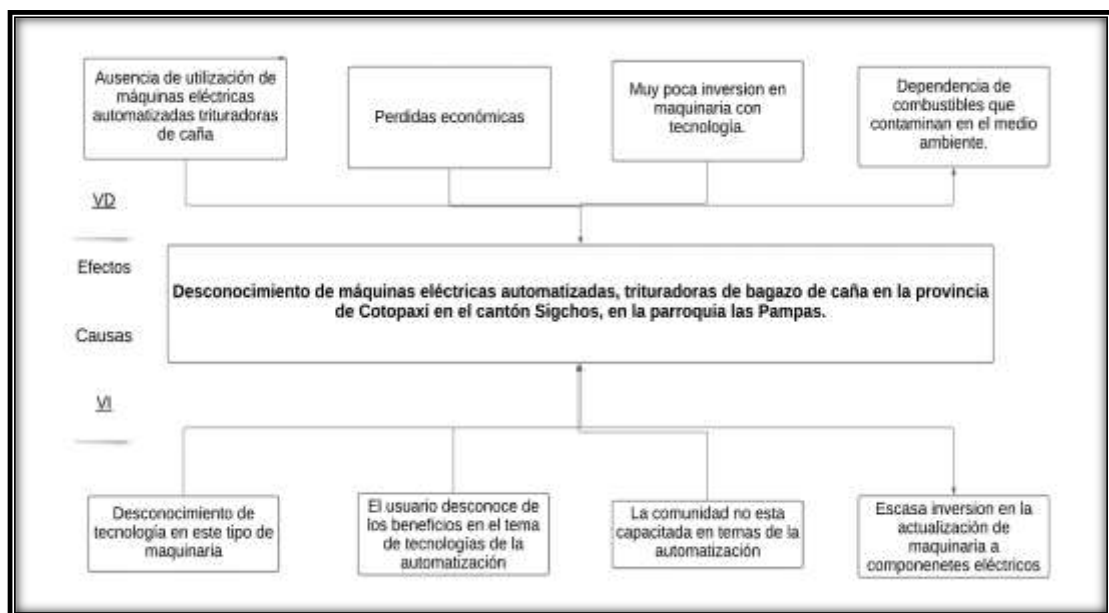 Ausencia de utilización de
máquinas eléctricas
automatizadas trituradoras
de caña
Perdidas económicas
Muy poca inversion en
maquinaria con
tecnología.
Dependencia de
combustibles que
contaminan en el medio
ambiente.
VD
Efectos
Desconocimiento de máquinas eléctricas automatizadas, trituradoras de bagazo de caña en la provincia
de Cotopaxi en el cantón Sigchos, en la parroquia las Pampas.
Causas
VI
Desconocimiento de
tecnología en este tipo de
maquinaria
El usuario desconoce de
los beneficios en el tema
de tecnologías de la
automatización
La comunidad no esta
capacitada en temas de la
automatización
Escasa inversion en la
actualización de
maquinaria a
componenetes eléctricos